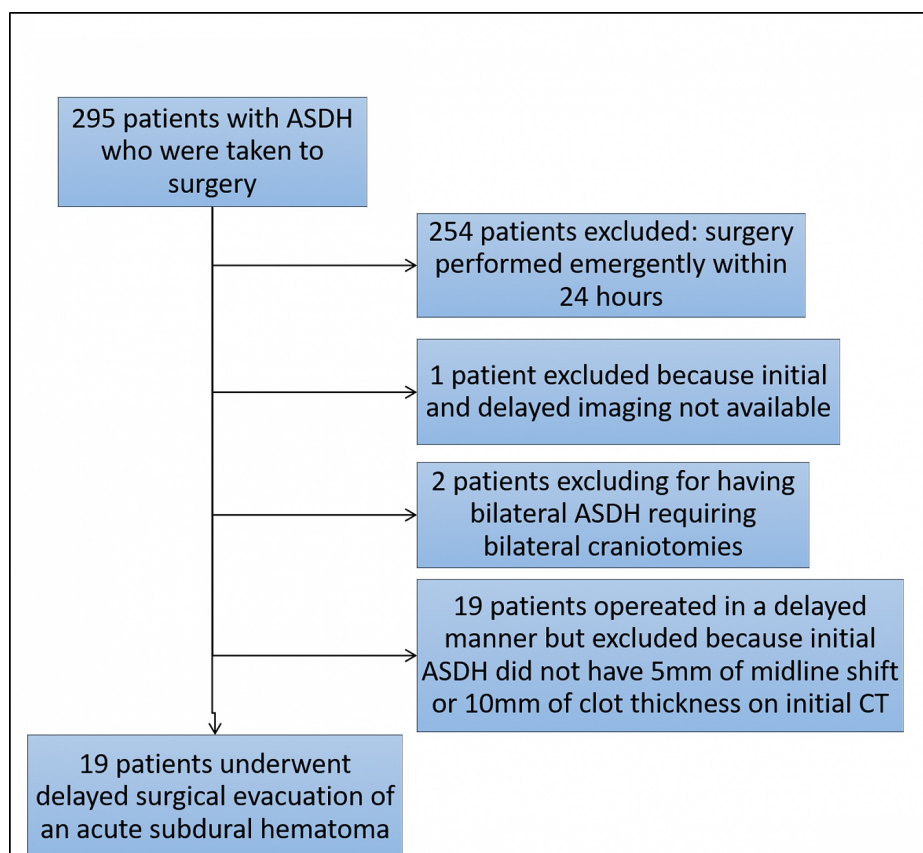 295 patients with ASDH
who were taken to
surgery
254 patients excluded: surgery
performed emergently within
24 hours
1 patient excluded because initial
and delayed imaging not available
2 patients excluding for having
bilateral ASDH requiring
bilateral craniotomies
19 patients opereated in a delayed
manner but excluded because initial
ASDH did not have 5mm of midline shift
or 10mm of clot thickness on initial CT
19 patients underwent
delayed surgical evacuation of
an acute subdural hematoma